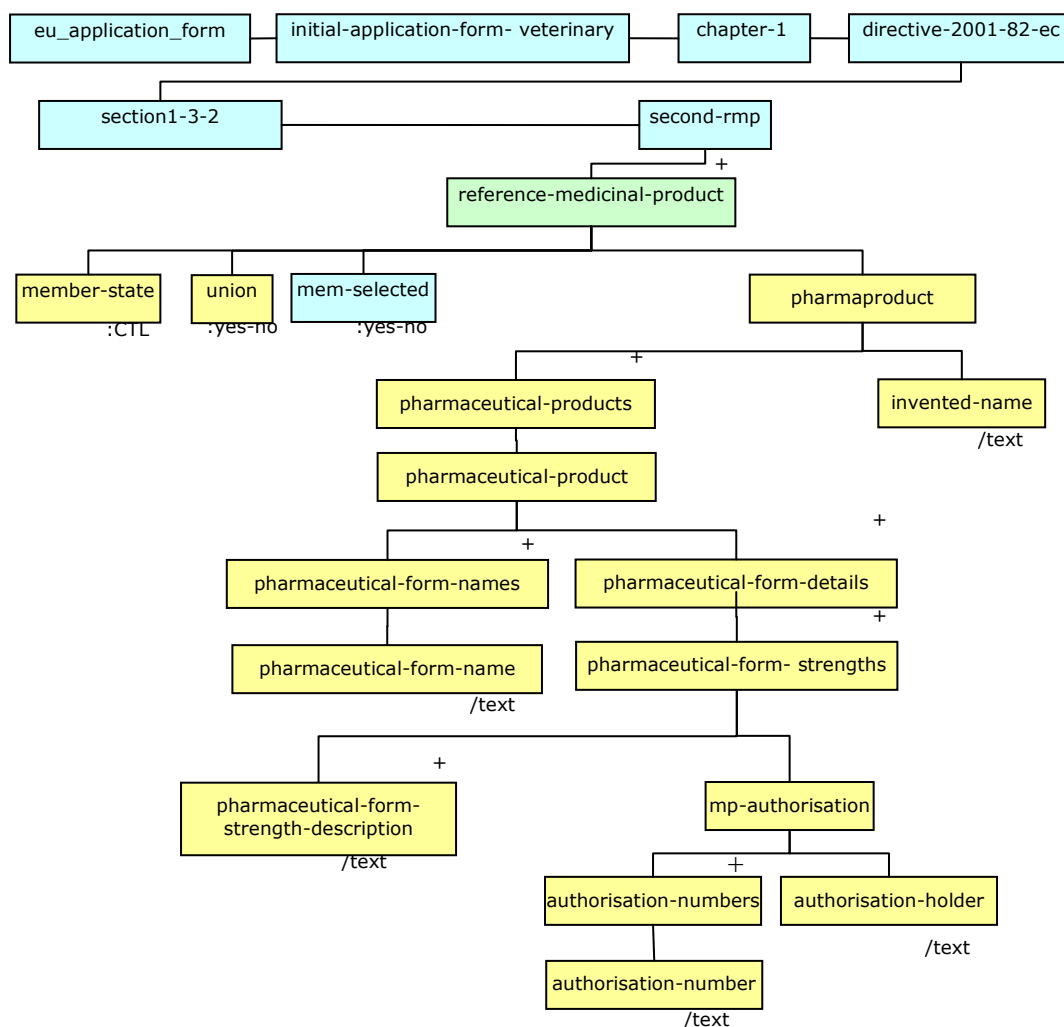 eu_application_form
initial-application-form- veterinary
chapter-1
directive-2001-82-ec
section1-3-2
second-rmp
+
reference-medicinal-product
member-state
:CTL
union
:yes-no
mem-selected
:yes-no
pharmaproduct
+
pharmaceutical-products
invented-name
/text
pharmaceutical-product
+
+
pharmaceutical-form-names
pharmaceutical-form-details
+
pharmaceutical-form-name
/text
pharmaceutical-form- strengths
+
pharmaceutical-form-
strength-description
/text
mp-authorisation
+
authorisation-numbers
authorisation-holder
/text
authorisation-number
/text